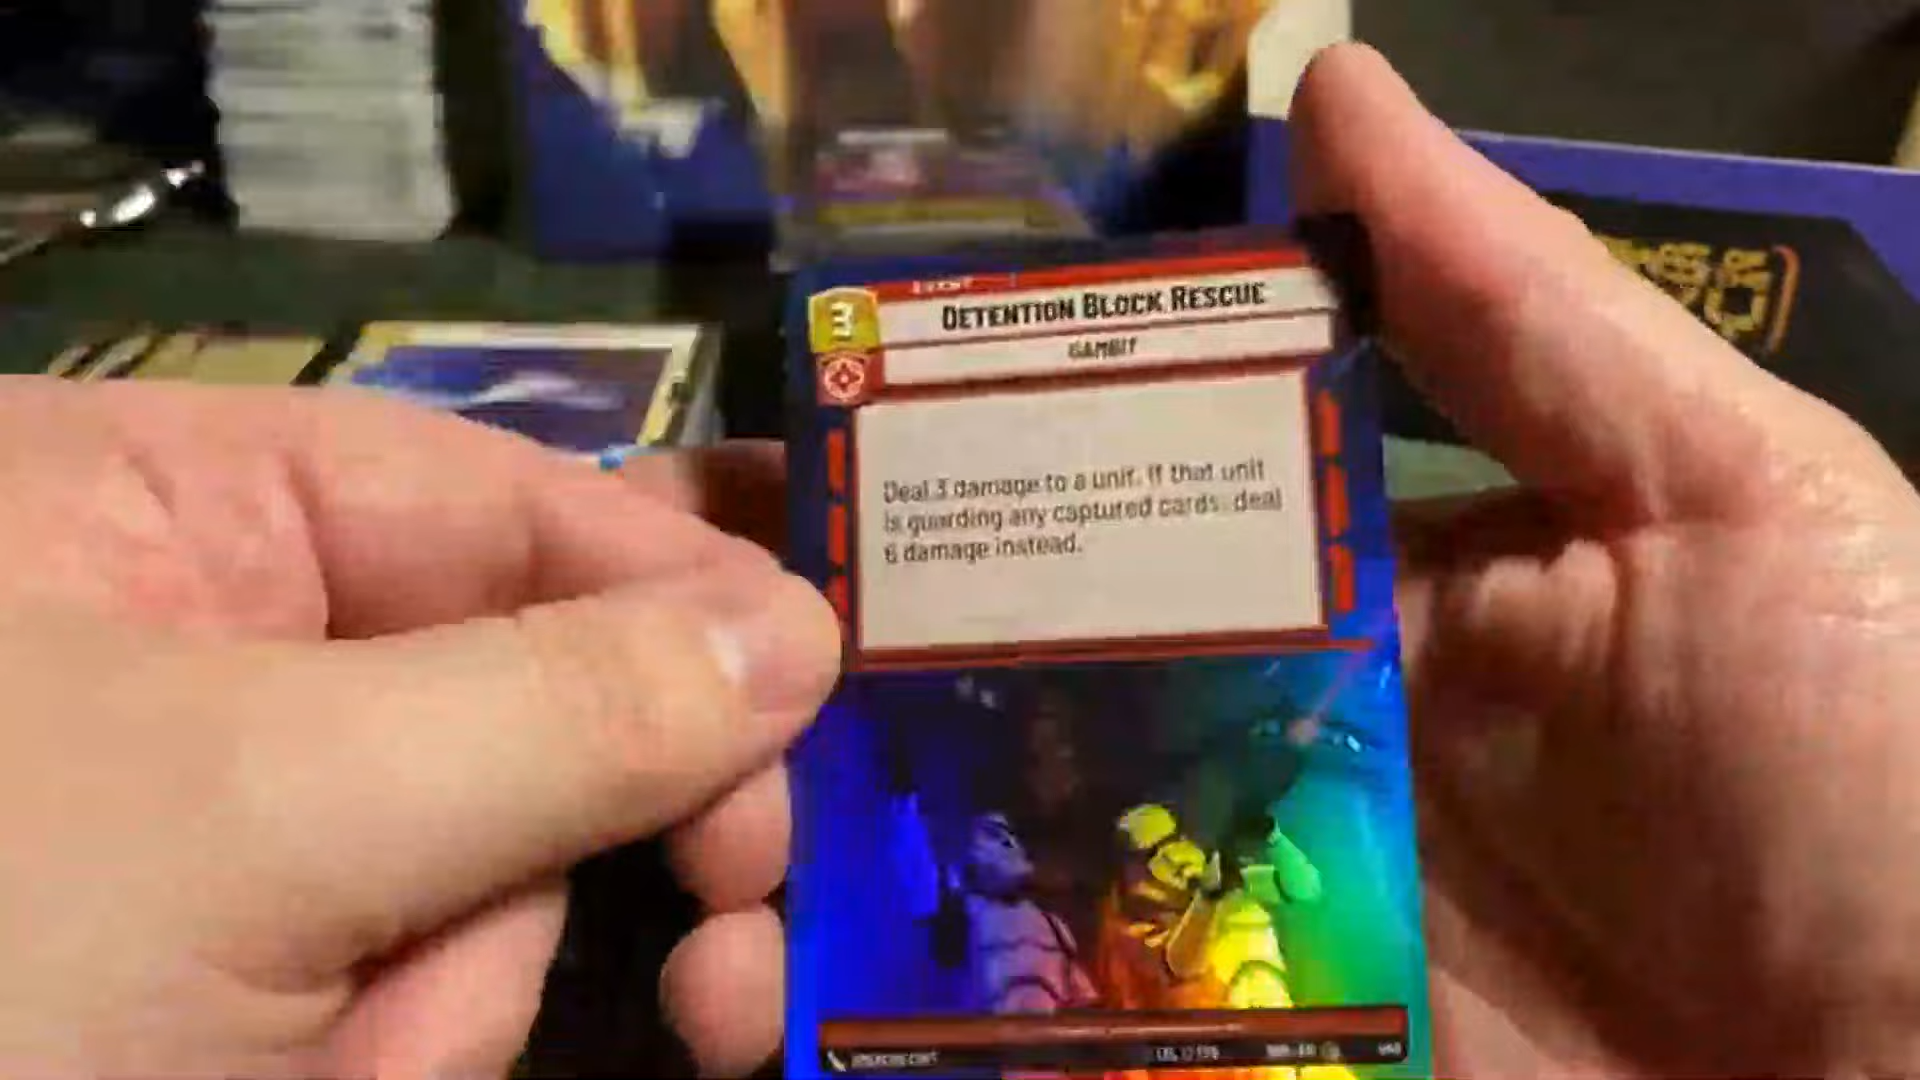 EVENT
3
DETENTION BLOCK RESCUE
GAMBIT
Deal 3 damage to a unit. If that unit
is guarding any captured cards, deal
6 damage instead.